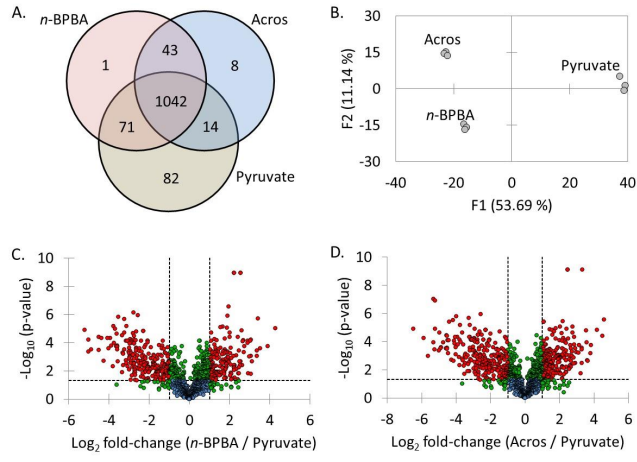 A.
n-BPBA
Acros
1
43
8
1042
71
14
82
Pyruvate
B.
30
15
0
-15
-30
F2 (11.14 %)
Acros
Pyruvate
n-BPBA
-40 -20 0 20 40
F1 (53.69 %)
C.
10
8
6
4
2
0
-Log10 (p-value)
-6 -4 -2 0 2 4 6
Log2 fold-change (n-BPBA / Pyruvate)
D.
10
8
6
4
2
0
-Log10 (p-value)
-8 -6 -4 -2 0 2 4 6
Log2 fold-change (Acros / Pyruvate)